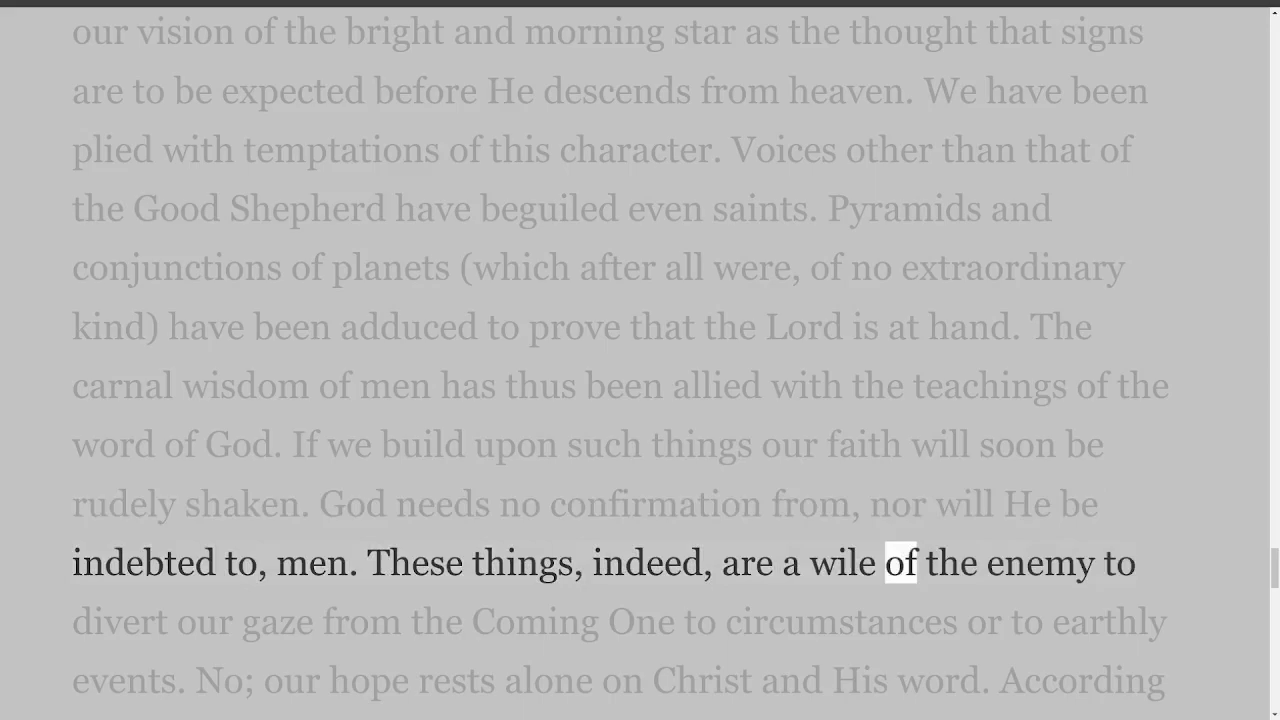 our vision of the bright and morning star as the thought that signs
are to be expected before He descends from heaven. We have been
plied with temptations of this character. Voices other than that of
the Good Shepherd have beguiled even saints. Pyramids and
conjunctions of planets (which after all were, of no extraordinary
kind) have been adduced to prove that the Lord is at hand. The
carnal wisdom of men has thus been allied with the teachings of the
word of God. If we build upon such things our faith will soon be
rudely shaken. God needs no confirmation from, nor will He be
indebted to, men. These things, indeed, are a wile of the enemy to
divert our gaze from the Coming One to circumstances or to earthly
events. No; our hope rests alone on Christ and His word. According